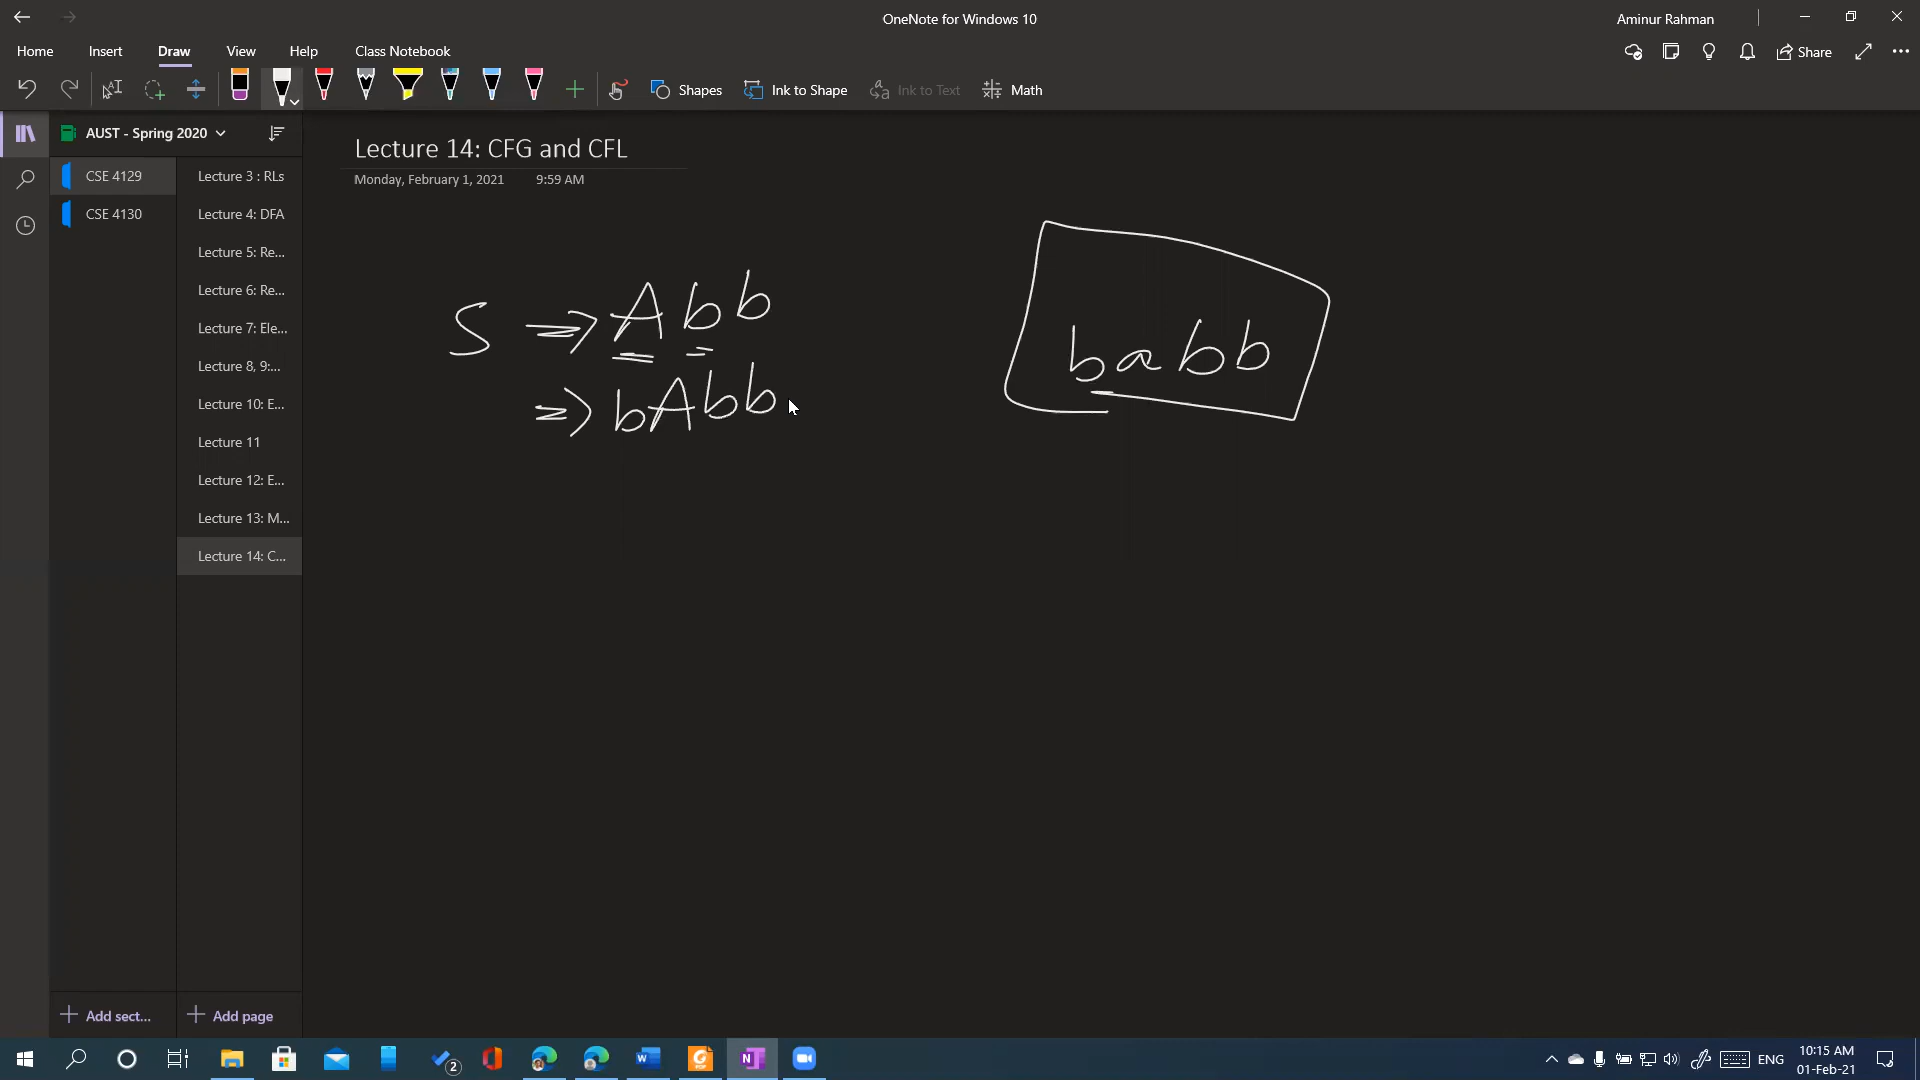 OneNote for Windows 10
Aminur Rahman
Home Insert Draw View Help Class Notebook
Share
Shapes Ink to Shape Ink to Text Math
AUST - Spring 2020
CSE 4129
CSE 4130
Lecture 3 : RLs
Lecture 4: DFA
Lecture 5: Re...
Lecture 6: Re...
Lecture 7: Ele...
Lecture 8, 9:...
Lecture 10: E...
Lecture 11
Lecture 12: E...
Lecture 13: M...
Lecture 14: C...
Lecture 14: CFG and CFL
Monday, February 1, 2021 9:59 AM
S ⇒ Abb
⇒ bAbb
babb
Add sect...
Add page
2
ENG
10:15 AM
01-Feb-21